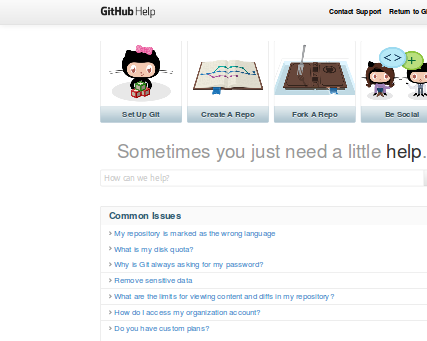 GitHub Help
Contact Support Return to Gi
Set Up Git
Create A Repo
Fork A Repo
Be Social
<>
+
Sometimes you just need a little help.
How can we help?
Common Issues
› My repository is marked as the wrong language
› What is my disk quota?
› Why is Git always asking for my password?
› Remove sensitive data
› What are the limits for viewing content and diffs in my repository?
› How do I access my organization account?
› Do you have custom plans?